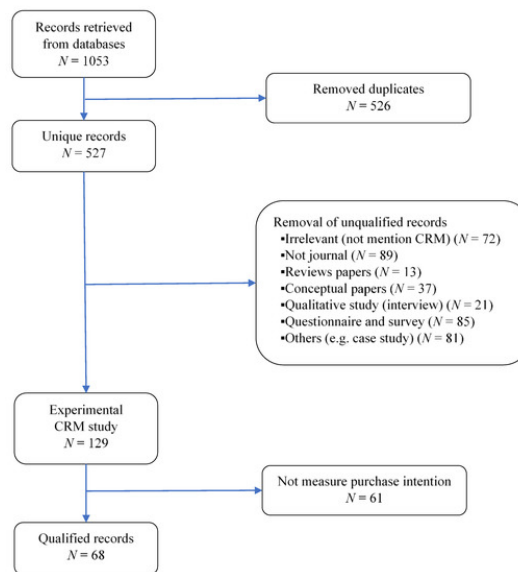 Records retrieved
from databases
N = 1053
Removed duplicates
N = 526
Unique records
N = 527
Removal of unqualified records
▪Irrelevant (not mention CRM) (N = 72)
▪Not journal (N = 89)
▪Reviews papers (N = 13)
▪Conceptual papers (N = 37)
▪Qualitative study (interview) (N = 21)
▪Questionnaire and survey (N = 85)
▪Others (e.g. case study) (N = 81)
Experimental
CRM study
N = 129
Not measure purchase intention
N = 61
Qualified records
N = 68